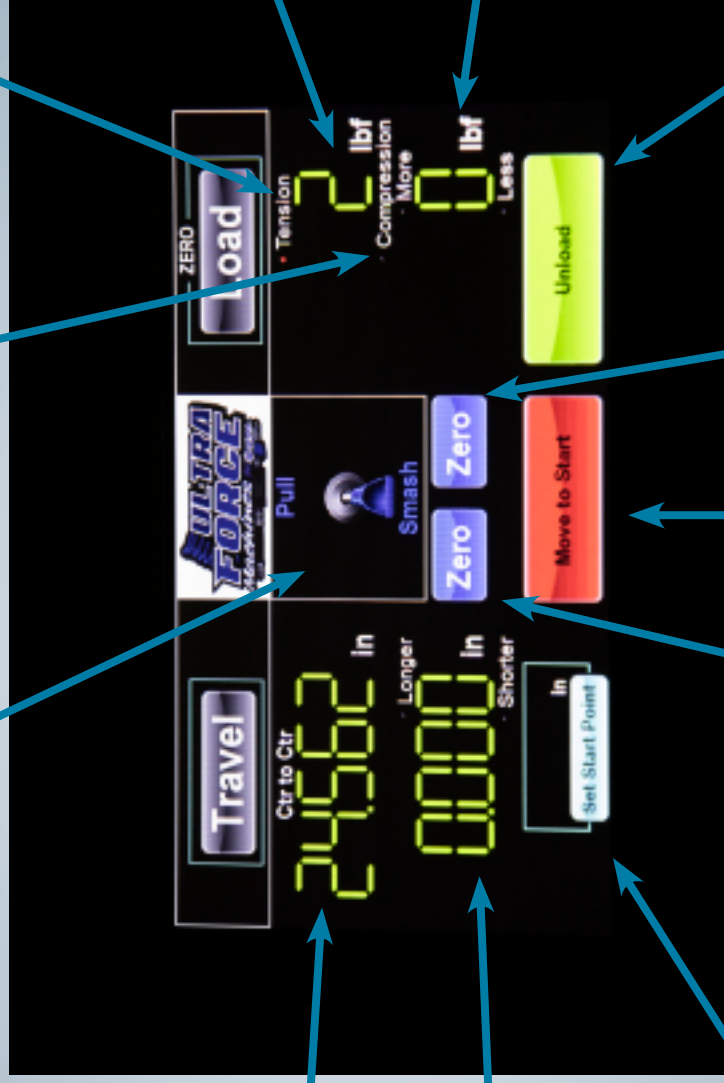 Travel
ULTRA
FORCE
ZERO
Load
Ctr to Ctr
24.562 in
Longer
0.000 in
Shorter
Pull
Smash
Zero
Zero
Tension
2 lbf
Compression
More
0 lbf
Less
In
Set Start Point
Move to Start
Unload